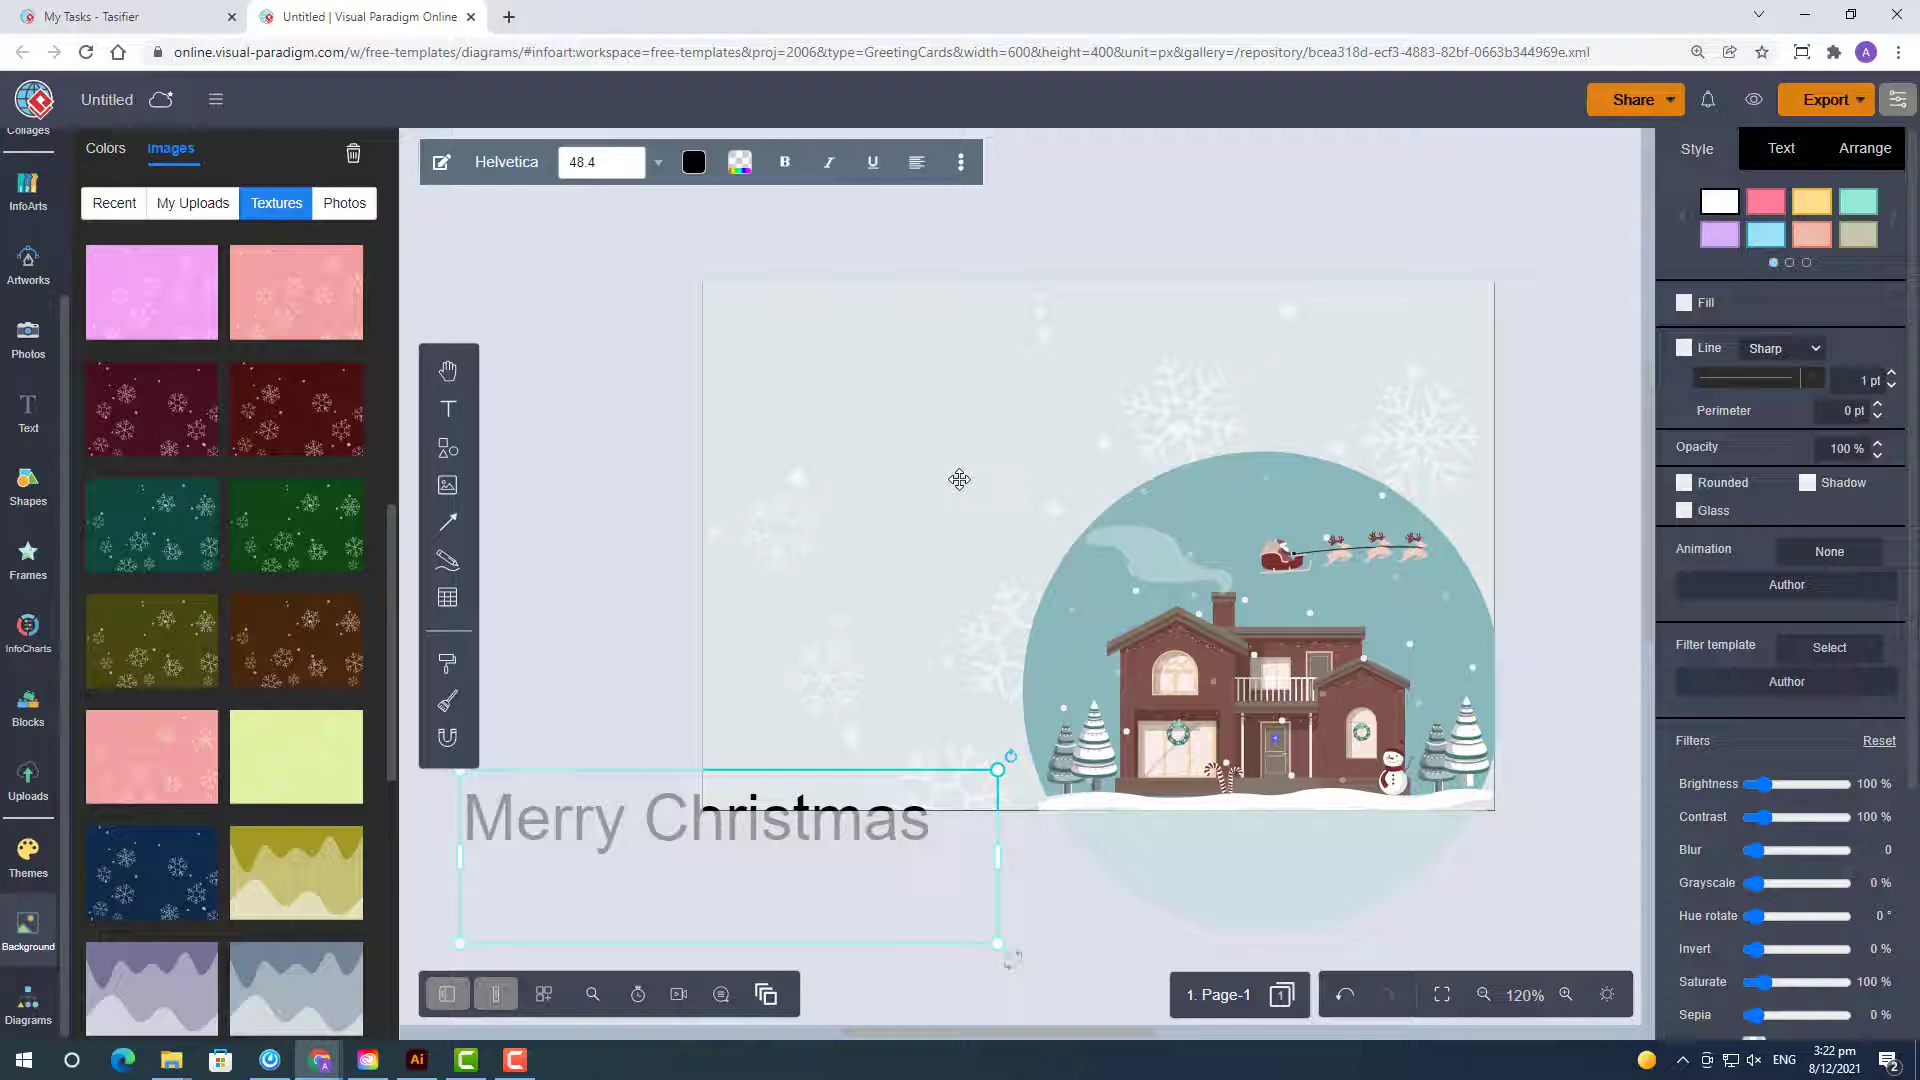 My Tasks - Tasifier
Untitled | Visual Paradigm Online
online.visual-paradigm.com/w/free-templates/diagrams/#infoart:workspace=free-templates&proj=2006&type=GreetingCards&width=600&height=400&unit=px&gallery=/repository/bcea318d-ecf3-4883-82bf-0663b344969e.xml
A
Untitled
Share
Export
Collages
InfoArts
Artworks
Photos
Text
Shapes
Frames
InfoCharts
Blocks
Uploads
Themes
Background
Diagrams
Colors
Images
Recent
My Uploads
Textures
Photos
Helvetica
48.4
B
I
U
Merry Christmas
1. Page-1
1
120%
Style
Text
Arrange
Fill
Line
Sharp
1 pt
Perimeter
0 pt
Opacity
100 %
Rounded
Shadow
Glass
Animation
None
Author
Filter template
Select
Author
Filters
Reset
Brightness
100 %
Contrast
100 %
Blur
0
Grayscale
0 %
Hue rotate
0 °
Invert
0 %
Saturate
100 %
Sepia
0 %
Ai
ENG
3:22 pm
8/12/2021
2